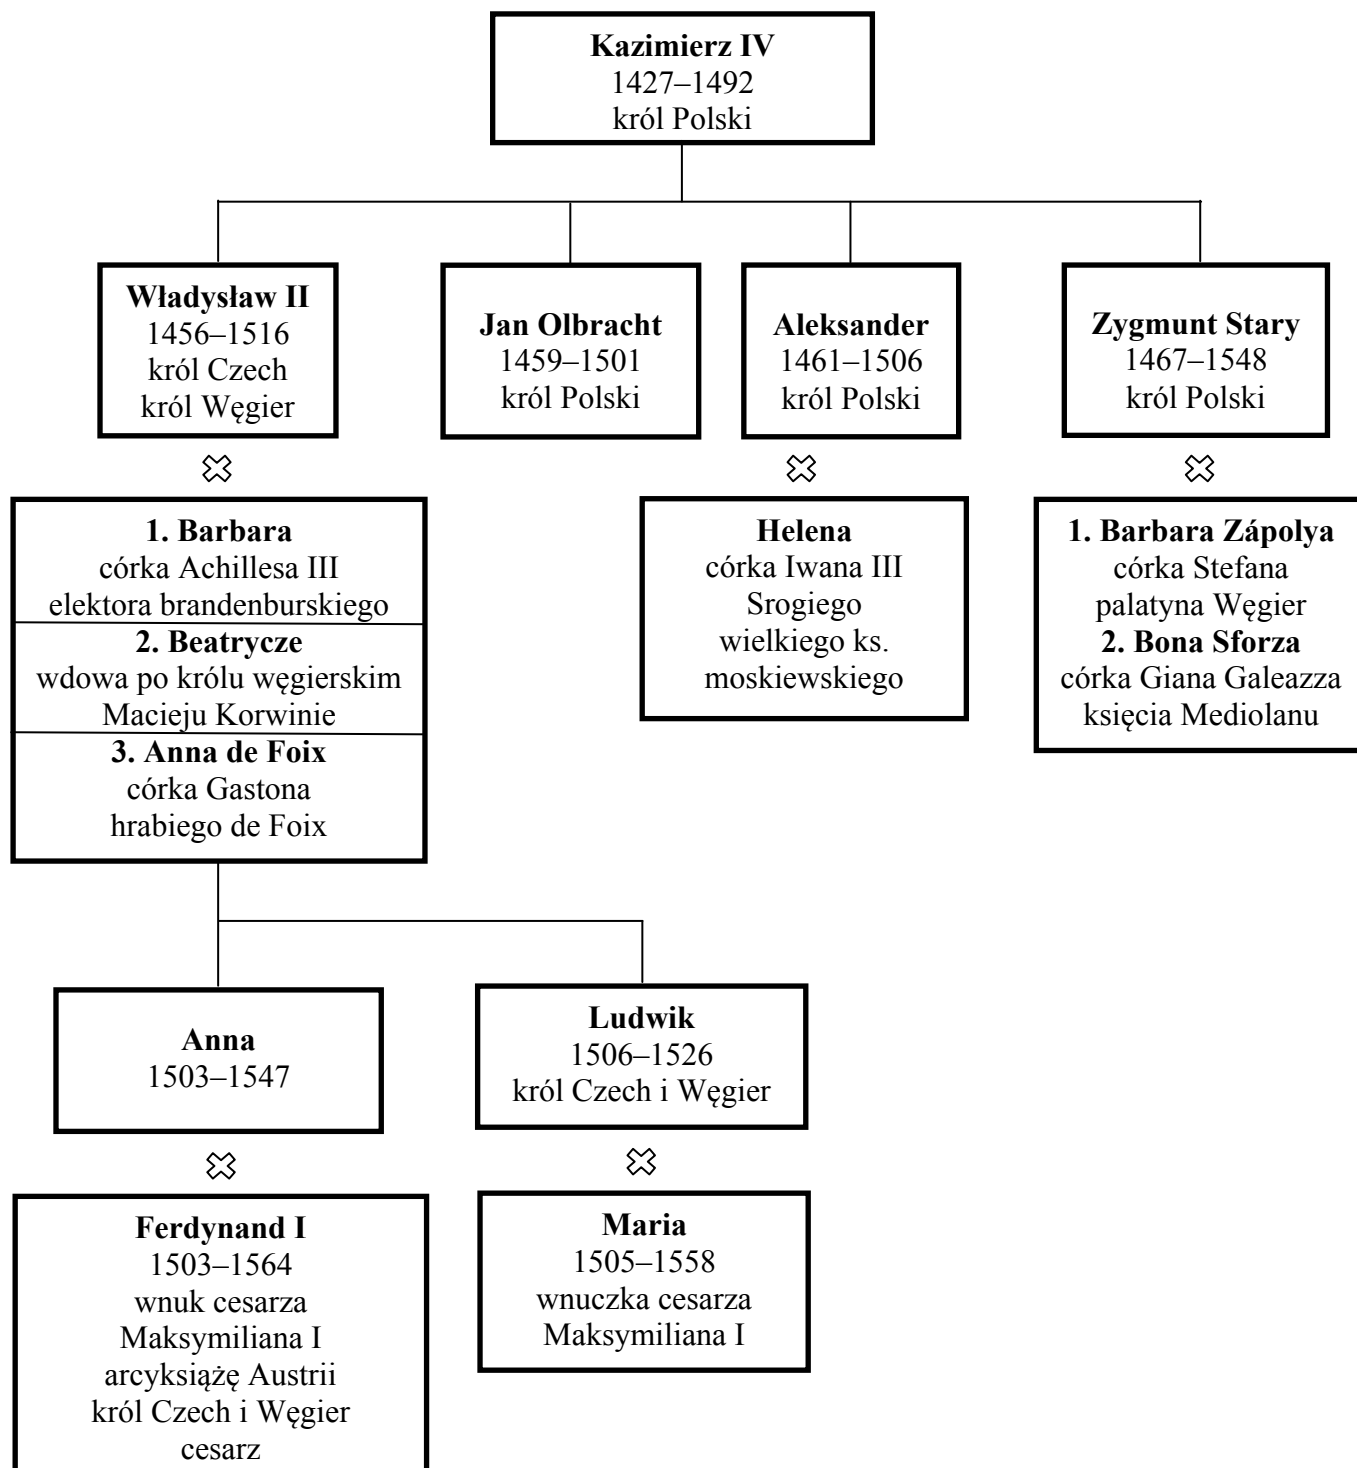 Kazimierz IV
1427–1492
król Polski
Władysław II
1456–1516
król Czech
król Węgier
Jan Olbracht
1459–1501
król Polski
Aleksander
1461–1506
król Polski
Zygmunt Stary
1467–1548
król Polski
1. Barbara
córka Achillesa III
elektora brandenburskiego
2. Beatrycze
wdowa po królu węgierskim
Macieju Korwinie
3. Anna de Foix
córka Gastona
hrabiego de Foix
Helena
córka Iwana III
Srogiego
wielkiego ks.
moskiewskiego
1. Barbara Zápolya
córka Stefana
palatyna Węgier
2. Bona Sforza
córka Giana Galeazza
księcia Mediolanu
Anna
1503–1547
Ludwik
1506–1526
król Czech i Węgier
Ferdynand I
1503–1564
wnuk cesarza
Maksymiliana I
arcyksiążę Austrii
król Czech i Węgier
cesarz
Maria
1505–1558
wnuczka cesarza
Maksymiliana I